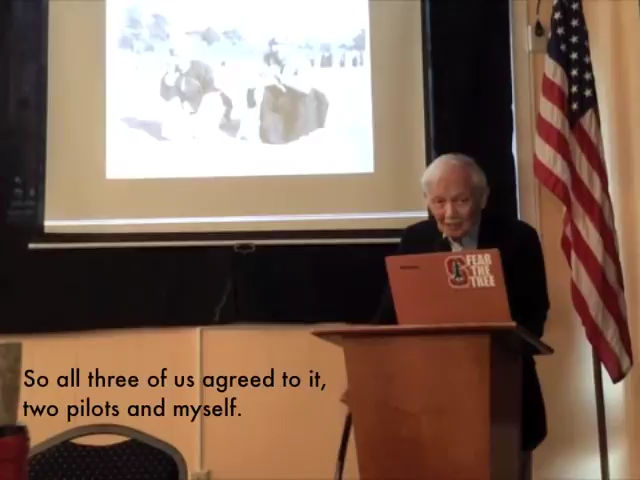 FEAR
THE
TREE
So all three of us agreed to it,
two pilots and myself.